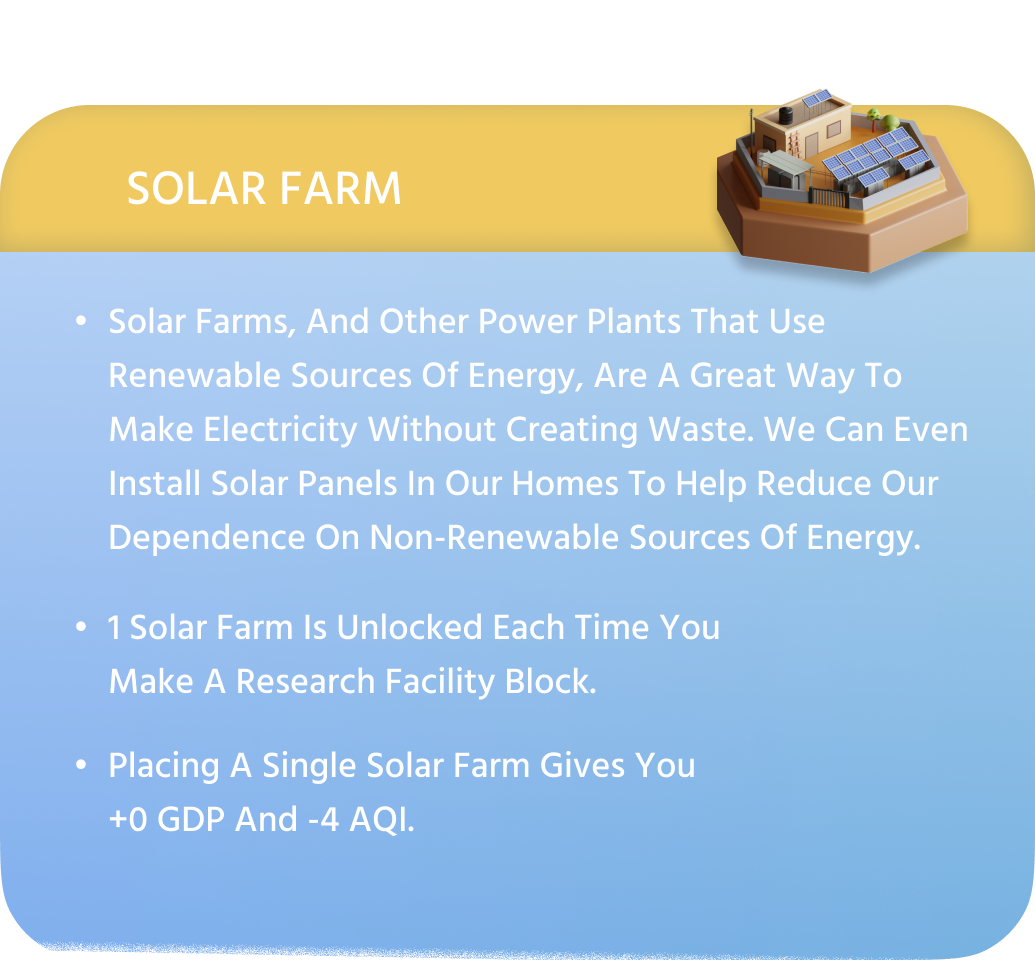 SOLAR FARM
• Solar Farms, And Other Power Plants That Use
Renewable Sources Of Energy, Are A Great Way To
Make Electricity Without Creating Waste. We Can Even
Install Solar Panels In Our Homes To Help Reduce Our
Dependence On Non-Renewable Sources Of Energy.
• 1 Solar Farm Is Unlocked Each Time You
Make A Research Facility Block.
• Placing A Single Solar Farm Gives You
+0 GDP And -4 AQI.